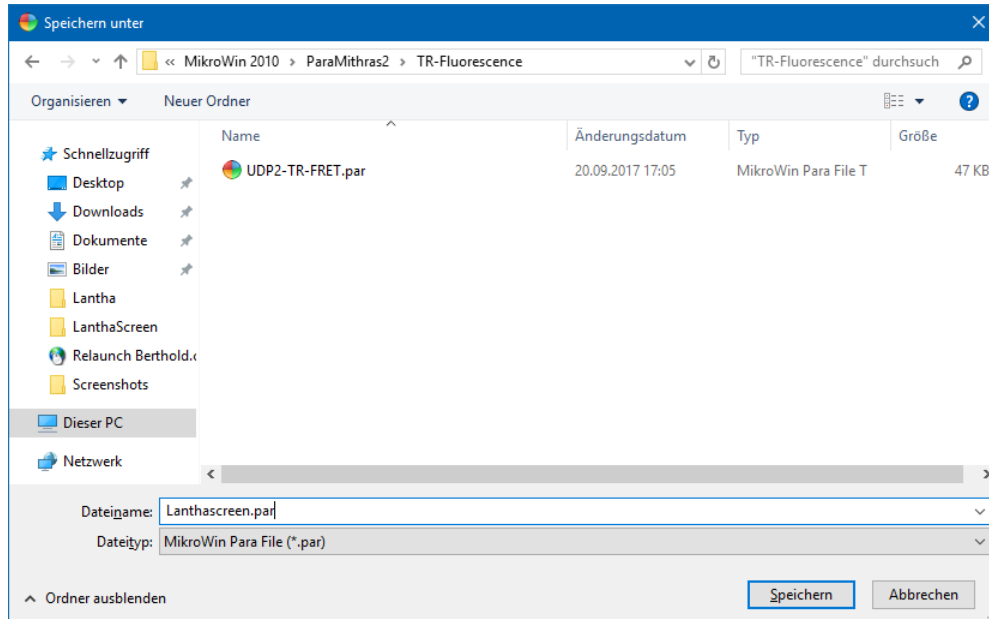 Speichern unter
« MikroWin 2010 > ParaMithras2 > TR-Fluorescence
"TR-Fluorescence" durchsuch
Organisieren
Neuer Ordner
Name
Änderungsdatum
Typ
Größe
Schnellzugriff
UDP2-TR-FRET.par
20.09.2017 17:05
MikroWin Para File T
47 KB
Desktop
Downloads
Dokumente
Bilder
Lantha
LanthaScreen
Relaunch Berthold.
Screenshots
Dieser PC
Netzwerk
Dateiname: Lanthascreen.par
Dateityp: MikroWin Para File (*.par)
Ordner ausblenden
Speichern
Abbrechen